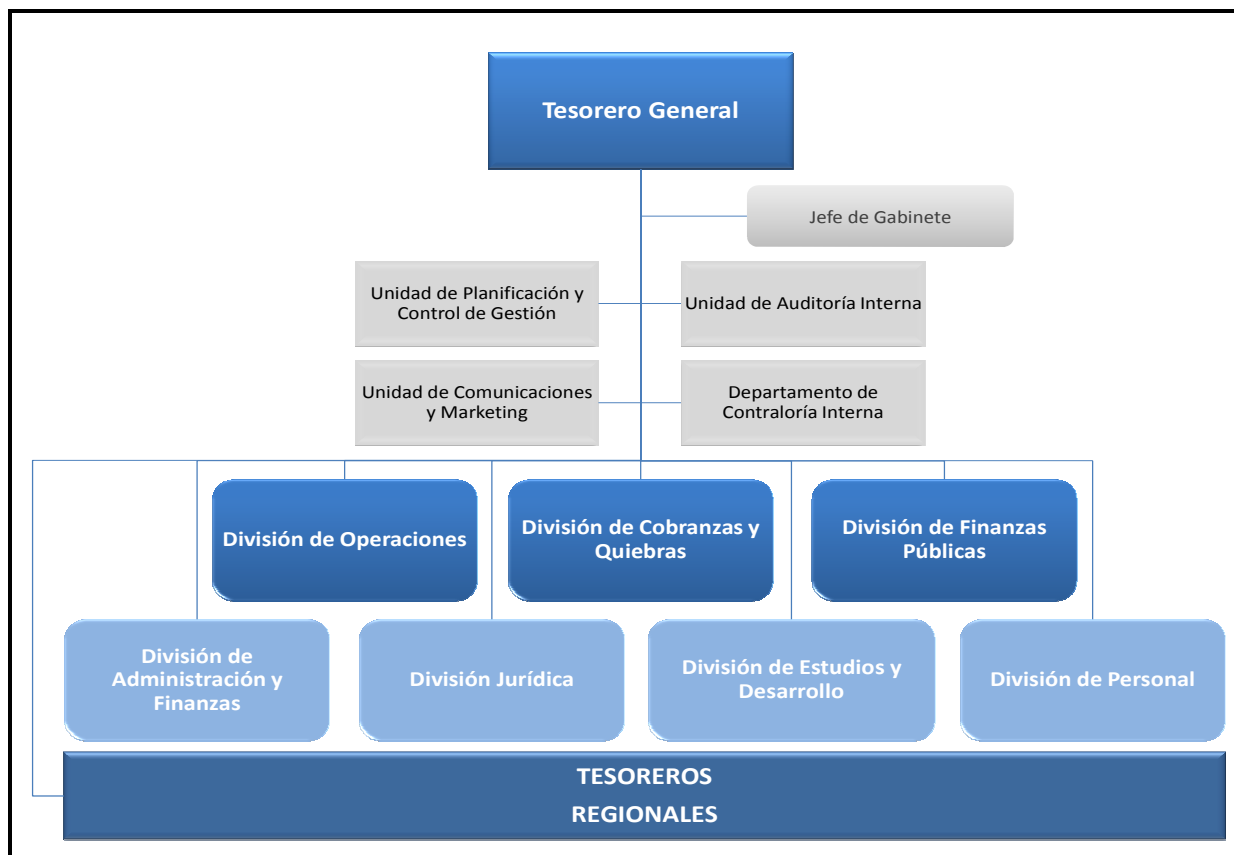 Tesorero General
Jefe de Gabinete
Unidad de Planificación y
Control de Gestión
Unidad de Auditoría Interna
Unidad de Comunicaciones
y Marketing
Departamento de
Contraloría Interna
División de Operaciones
División de Cobranzas y
Quiebras
División de Finanzas
Públicas
División de
Administración y
Finanzas
División Jurídica
División de Estudios y
Desarrollo
División de Personal
TESOREROS
REGIONALES